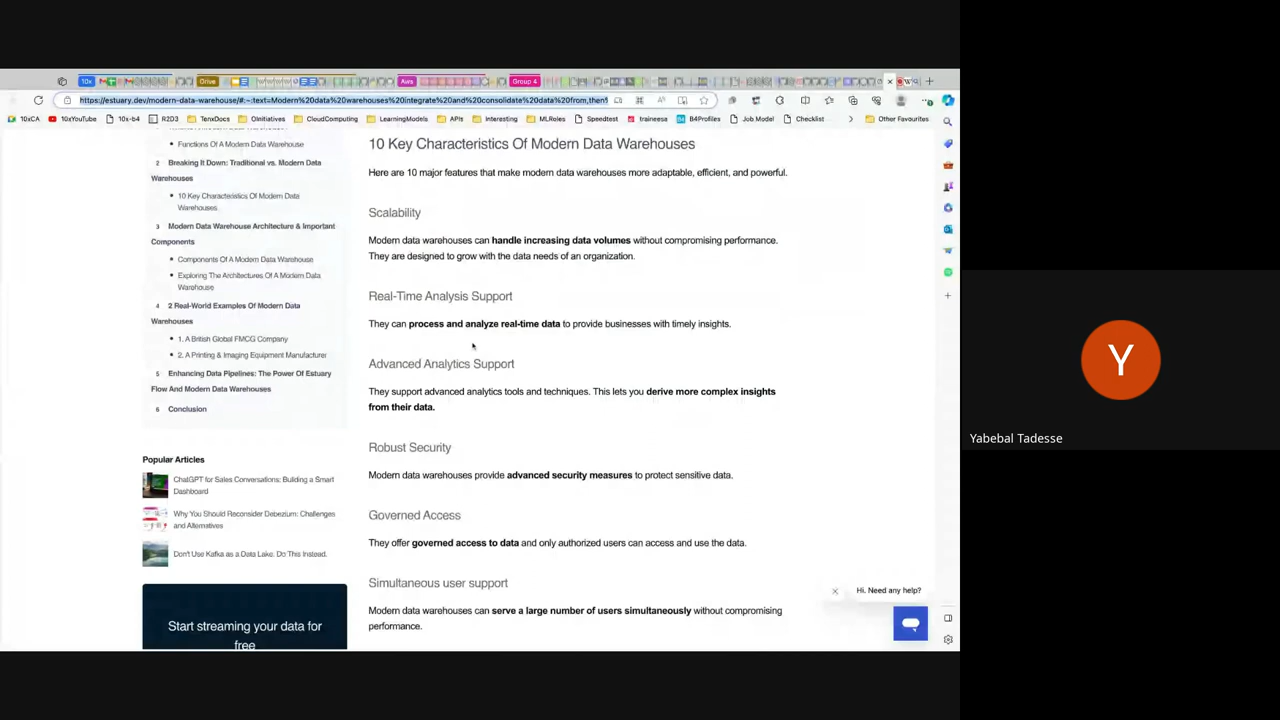 10x
Drive
Avrs
Group 4
https://estuary.dev/modern-data-warehouse/#:~:text=Modern%20data%20warehouses%20integrate%20and%20consolidate%20data%20from,then%
10xCA
10xYouTube
10x-b4
R2D3
TenxDocs
OInitiatives
CloudComputing
LearningModels
APIs
Interesting
MLRoles
Speedtest
traineesa
B4Profiles
Job.Model
Checklist
Other Favourites
Functions Of A Modern Data Warehouse
2 Breaking It Down: Traditional vs. Modern Data
Warehouses
10 Key Characteristics Of Modern Data
Warehouses
3 Modern Data Warehouse Architecture & Important
Components
Components Of A Modern Data Warehouse
Exploring The Architectures Of A Modern Data
Warehouse
4 2 Real-World Examples Of Modern Data
Warehouses
1. A British Global FMCG Company
2. A Printing & Imaging Equipment Manufacturer
5 Enhancing Data Pipelines: The Power Of Estuary
Flow And Modern Data Warehouses
6 Conclusion
Popular Articles
ChatGPT for Sales Conversations: Building a Smart
Dashboard
Why You Should Reconsider Debezium: Challenges
and Alternatives
Don't Use Kafka as a Data Lake. Do This Instead.
Start streaming your data for
free
10 Key Characteristics Of Modern Data Warehouses
Here are 10 major features that make modern data warehouses more adaptable, efficient, and powerful.
Scalability
Modern data warehouses can handle increasing data volumes without compromising performance.
They are designed to grow with the data needs of an organization.
Real-Time Analysis Support
They can process and analyze real-time data to provide businesses with timely insights.
Advanced Analytics Support
They support advanced analytics tools and techniques. This lets you derive more complex insights
from their data.
Robust Security
Modern data warehouses provide advanced security measures to protect sensitive data.
Governed Access
They offer governed access to data and only authorized users can access and use the data.
Simultaneous user support
Modern data warehouses can serve a large number of users simultaneously without compromising
performance.
Hi. Need any help?
Y
Yabebal Tadesse